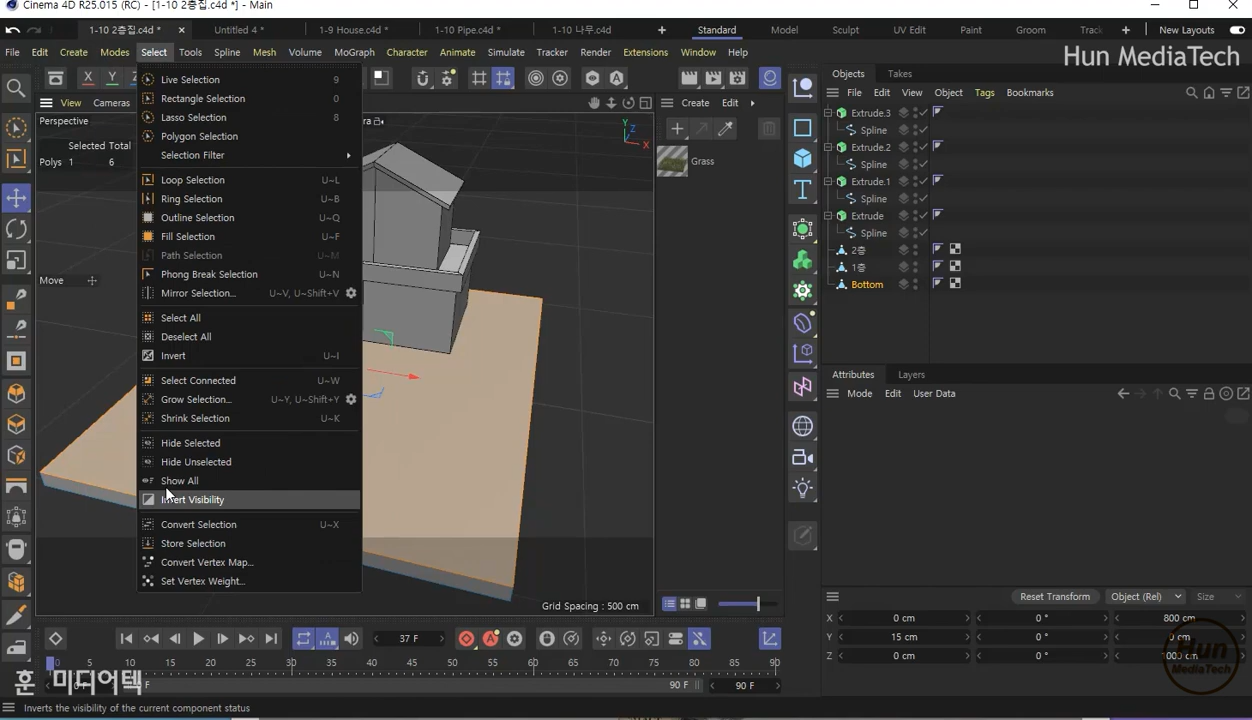 Cinema 4D R25.015 (RC) - [1-10 2층집.c4d *] - Main
1-10 2층집.c4d *
Untitled 4 *
1-9 House.c4d *
1-10 Pipe.c4d *
1-10 나무.c4d
Standard
Model
Sculpt
UV Edit
Paint
Groom
Track
New Layouts
File Edit Create Modes Select Tools Spline Mesh Volume MoGraph Character Animate Simulate Tracker Render Extensions Window Help
Hun MediaTech
X Y
View Cameras
Perspective
Selected Total
Polys 1 6
Move
Live Selection 9
Rectangle Selection 0
Lasso Selection 8
Polygon Selection
Selection Filter
Loop Selection U~L
Ring Selection U~B
Outline Selection U~Q
Fill Selection U~F
Path Selection U~M
Phong Break Selection U~N
Mirror Selection... U~V, U~Shift+V
Select All
Deselect All
Invert U~I
Select Connected U~W
Grow Selection... U~Y, U~Shift+Y
Shrink Selection U~K
Hide Selected
Hide Unselected
Show All
Invert Visibility
Convert Selection U~X
Store Selection
Convert Vertex Map...
Set Vertex Weight...
Y
Z
X
Grid Spacing : 500 cm
Create Edit
Grass
Objects Takes
File Edit View Object Tags Bookmarks
Extrude.3
Spline
Extrude.2
Spline
Extrude.1
Spline
Extrude
Spline
2층
1층
Bottom
Attributes Layers
Mode Edit User Data
Reset Transform Object (Rel) Size
X 0 cm 0 ° 800 cm
Y 15 cm 0 ° 0 cm
Z 0 cm 0 ° 1000 cm
Hun
MediaTech
37 F
0 5 10 15 20 25 30 35 40 45 50 55 60 65 70 75 80 85 90
훈 미디어텍
90 F
90 F
Inverts the visibility of the current component status